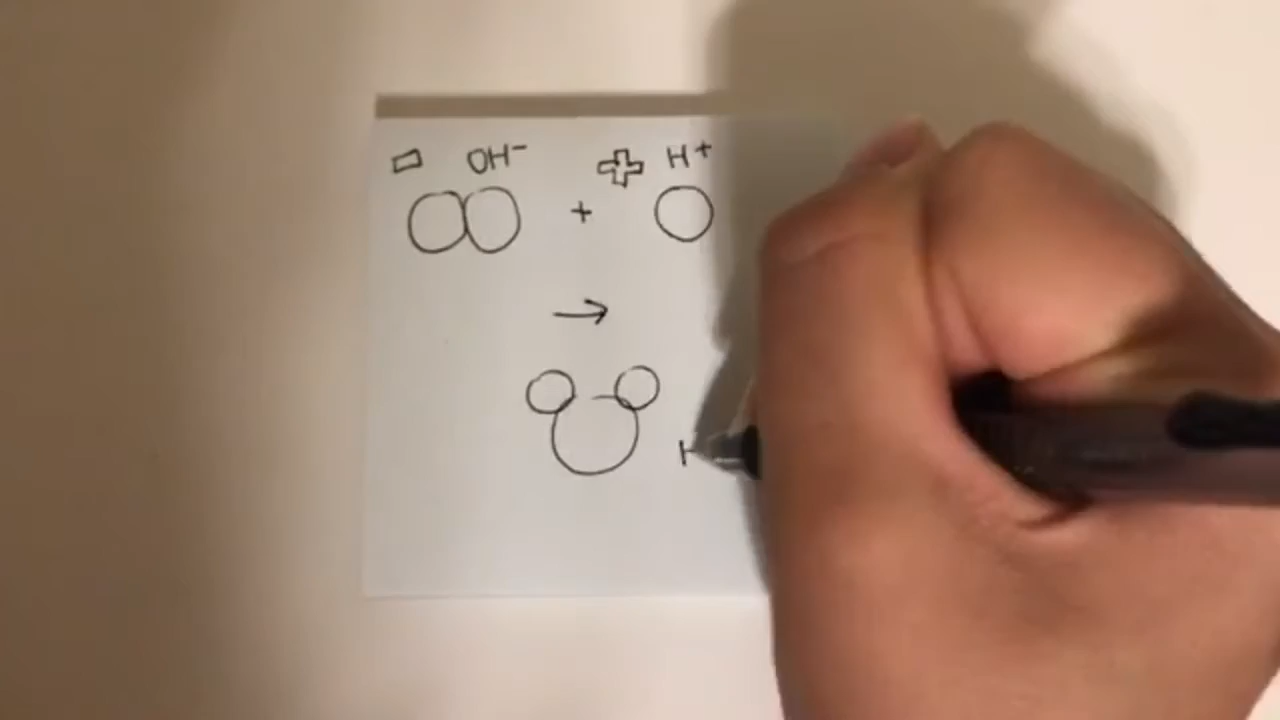 OH⁻ H⁺
+
→